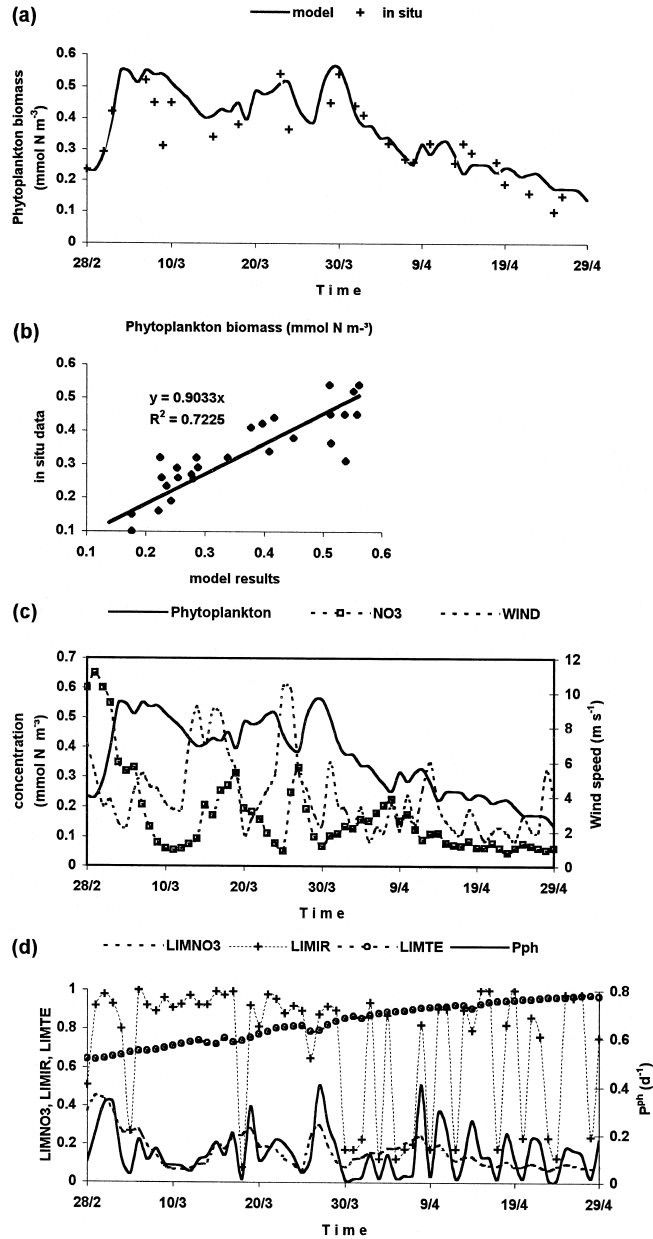 (a)
model + in situ
Phytoplankton biomass
(mmol N m⁻³)
0.6
0.5
0.4
0.3
0.2
0.1
0
28/2 10/3 20/3 30/3 9/4 19/4 29/4
Time
(b)
Phytoplankton biomass (mmol N m-³)
in situ data
0.6
0.5
0.4
0.3
0.2
0.1
y = 0.9033x
R² = 0.7225
0.1 0.2 0.3 0.4 0.5 0.6
model results
(c)
Phytoplankton NO3 WIND
concentration
(mmol N m⁻³)
0.7
0.6
0.5
0.4
0.3
0.2
0.1
0
12
10
8
6
4
2
0
Wind speed (m s⁻¹)
28/2 10/3 20/3 30/3 9/4 19/4 29/4
Time
(d)
LIMNO3 LIMIR LIMTE Pph
LIMNO3, LIMIR, LIMTE
1
0.8
0.6
0.4
0.2
0
0.8
0.6
0.4
0.2
0
Pᵖʰ (d⁻¹)
28/2 10/3 20/3 30/3 9/4 19/4 29/4
Time